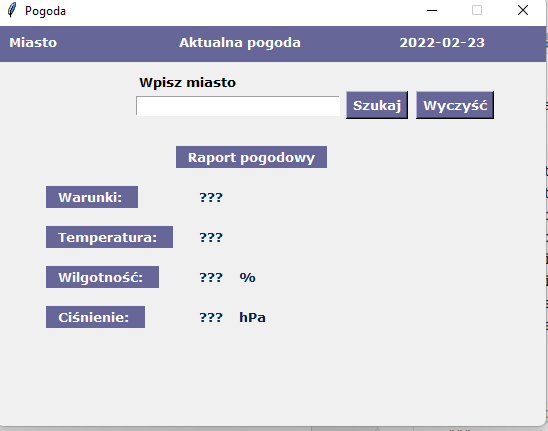 Pogoda
Miasto Aktualna pogoda 2022-02-23
Wpisz miasto
Szukaj Wyczyść
Raport pogodowy
Warunki: ???
Temperatura: ???
Wilgotność: ??? %
Ciśnienie: ??? hPa